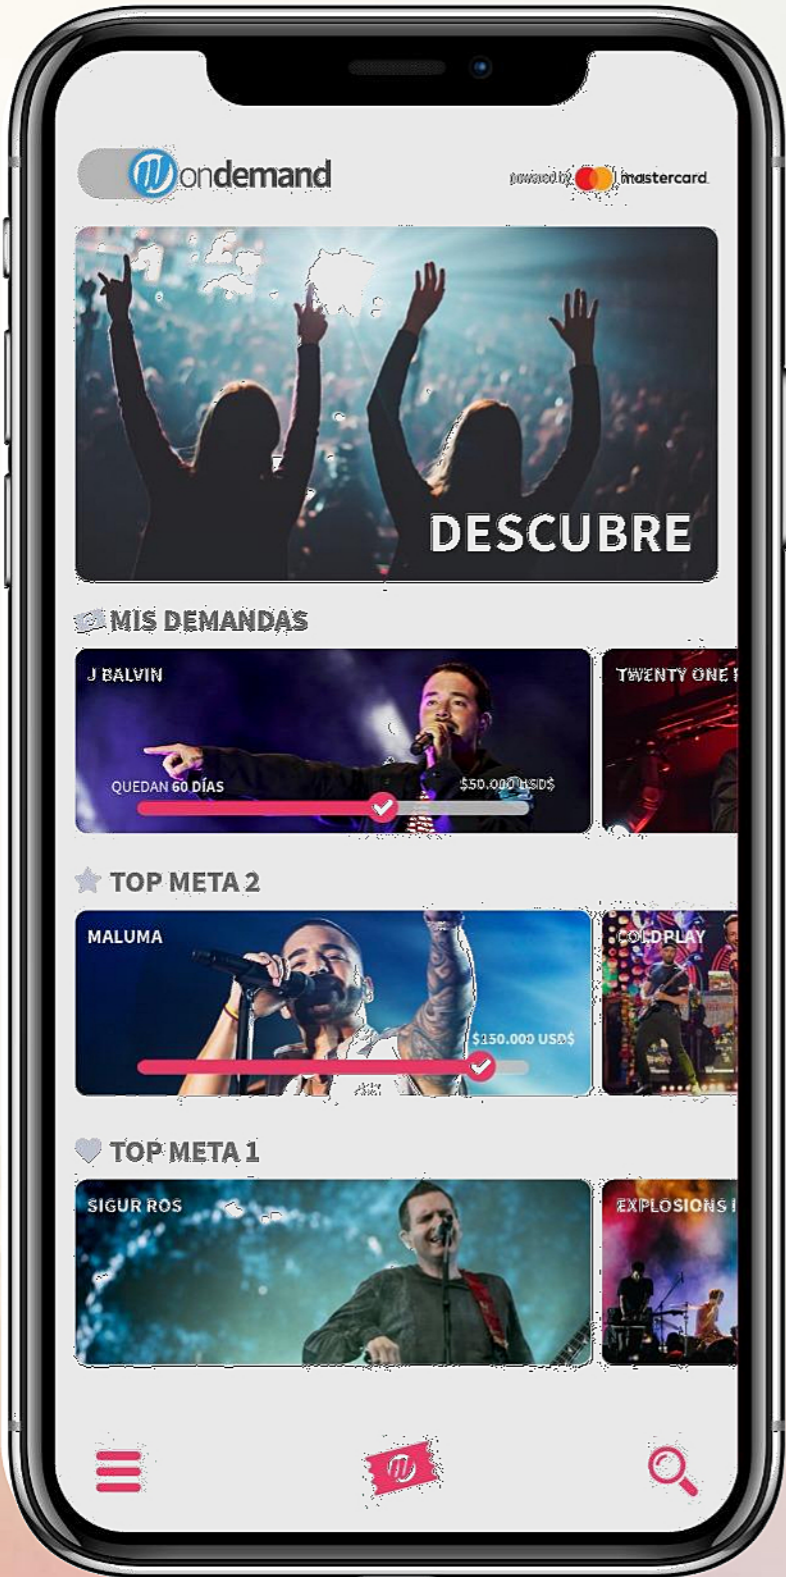 ondemand
powered by mastercard.
DESCUBRE
MIS DEMANDAS
J BALVIN
TWENTY ONE
QUEDAN 60 DÍAS
$50.000 USD$
TOP META 2
MALUMA
COLDPLAY
$150.000 USD$
TOP META 1
SIGUR ROS
EXPLOSIONS